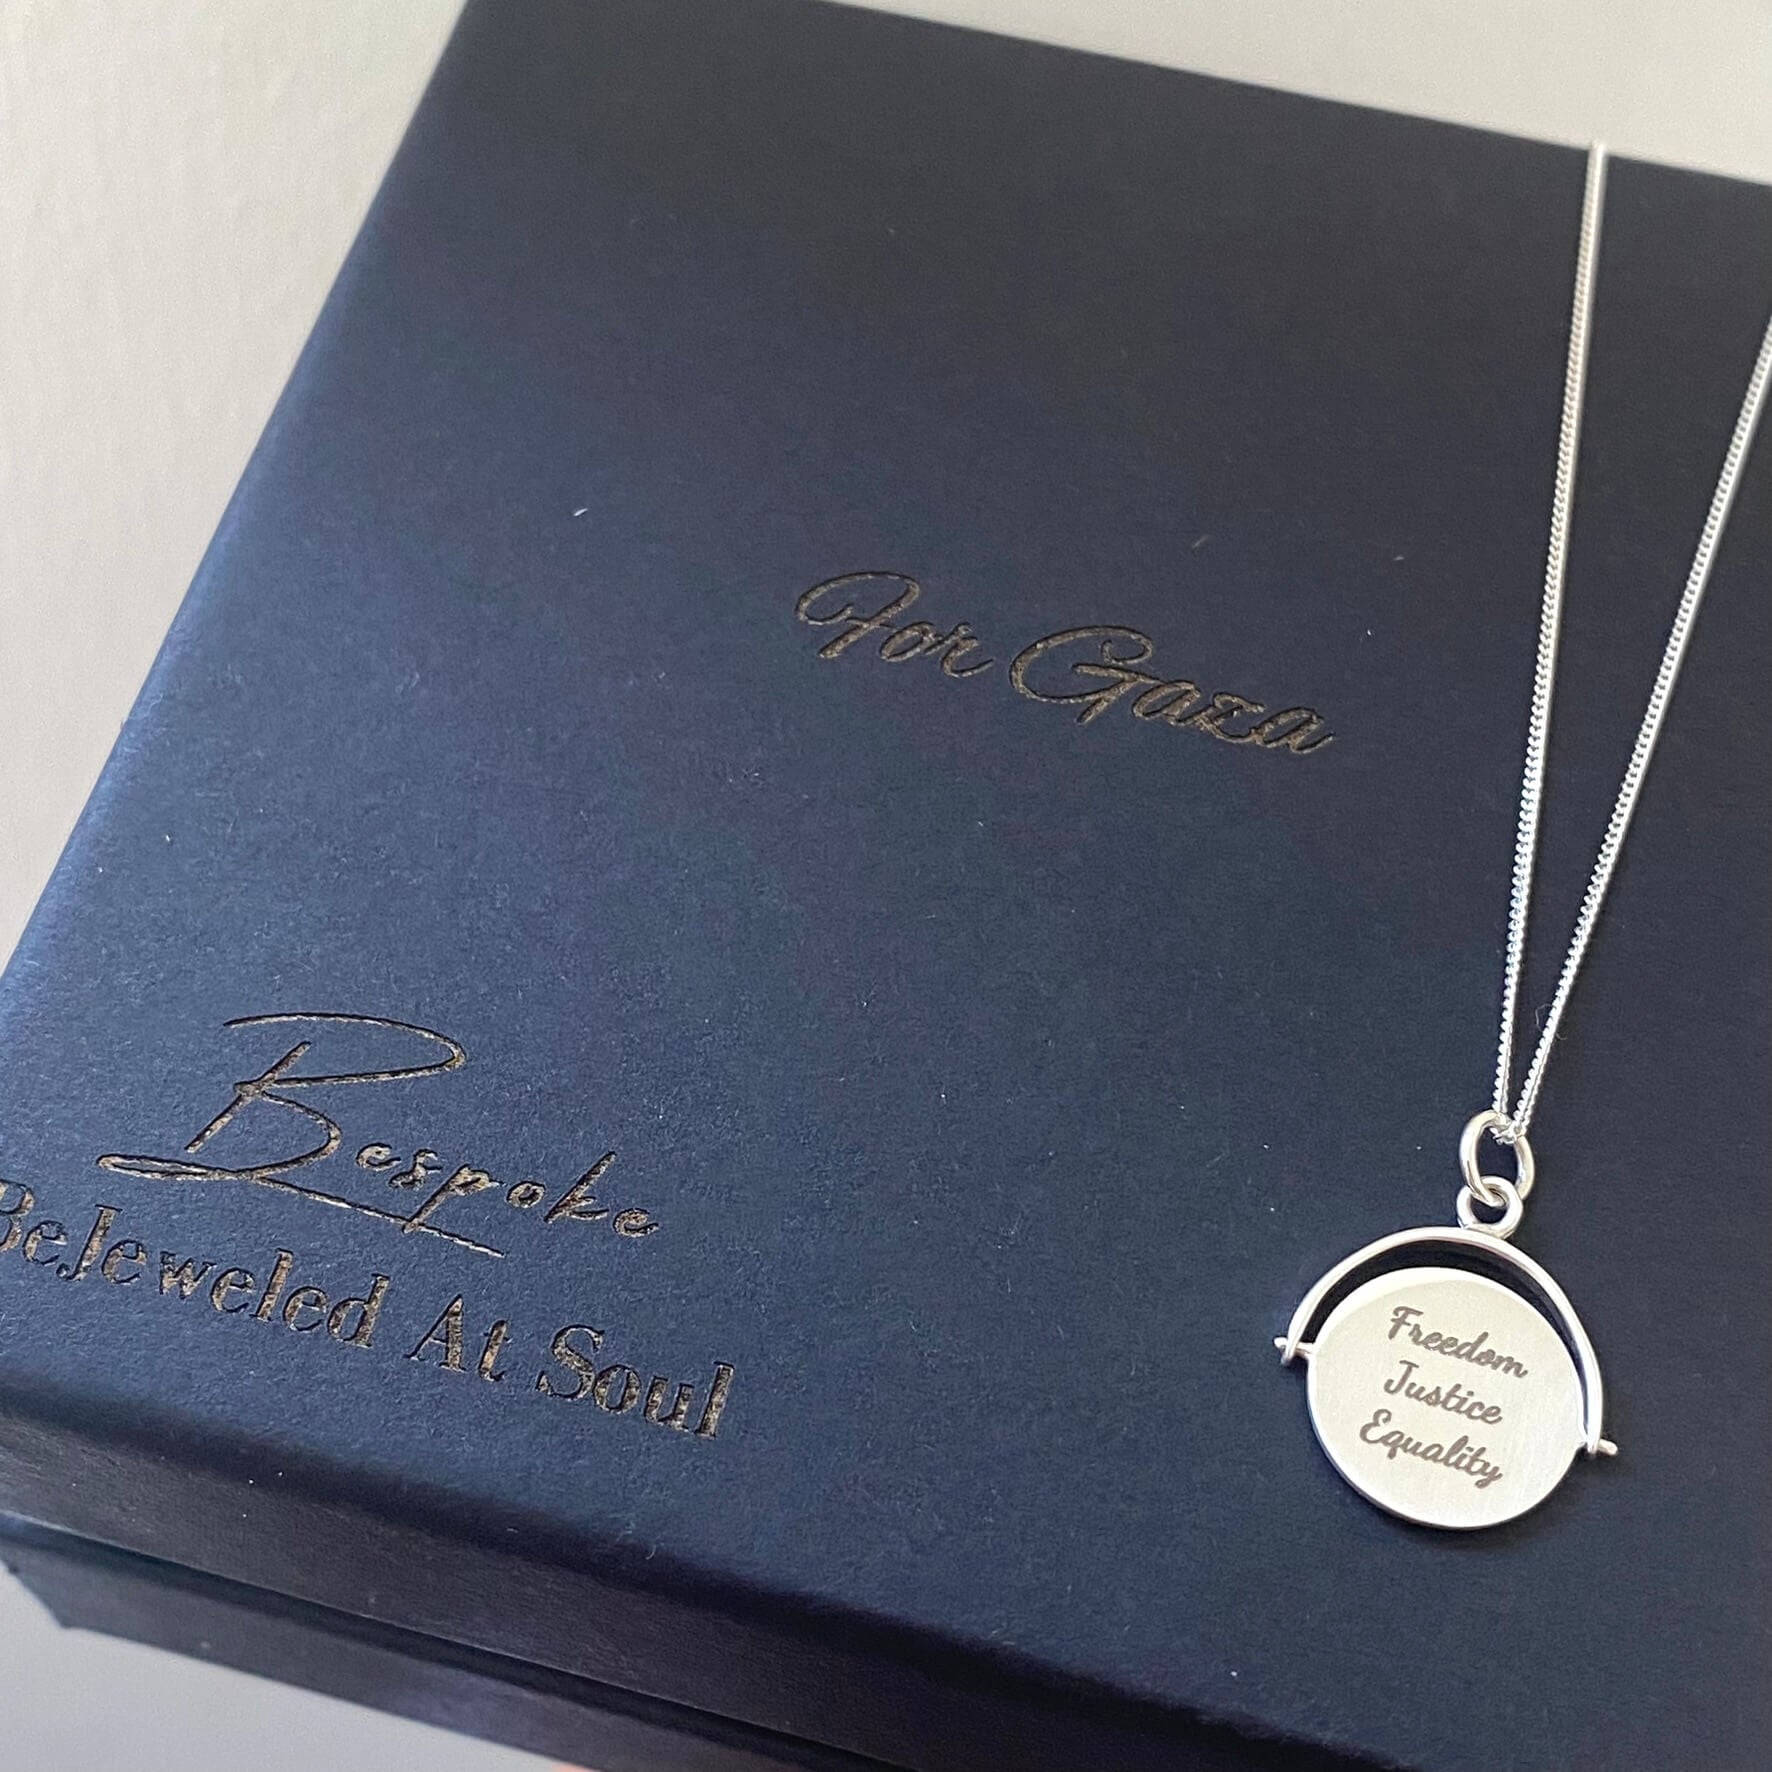 For Gaza
Bespoke
BeJeweled At Soul
Freedom
Justice
Equality